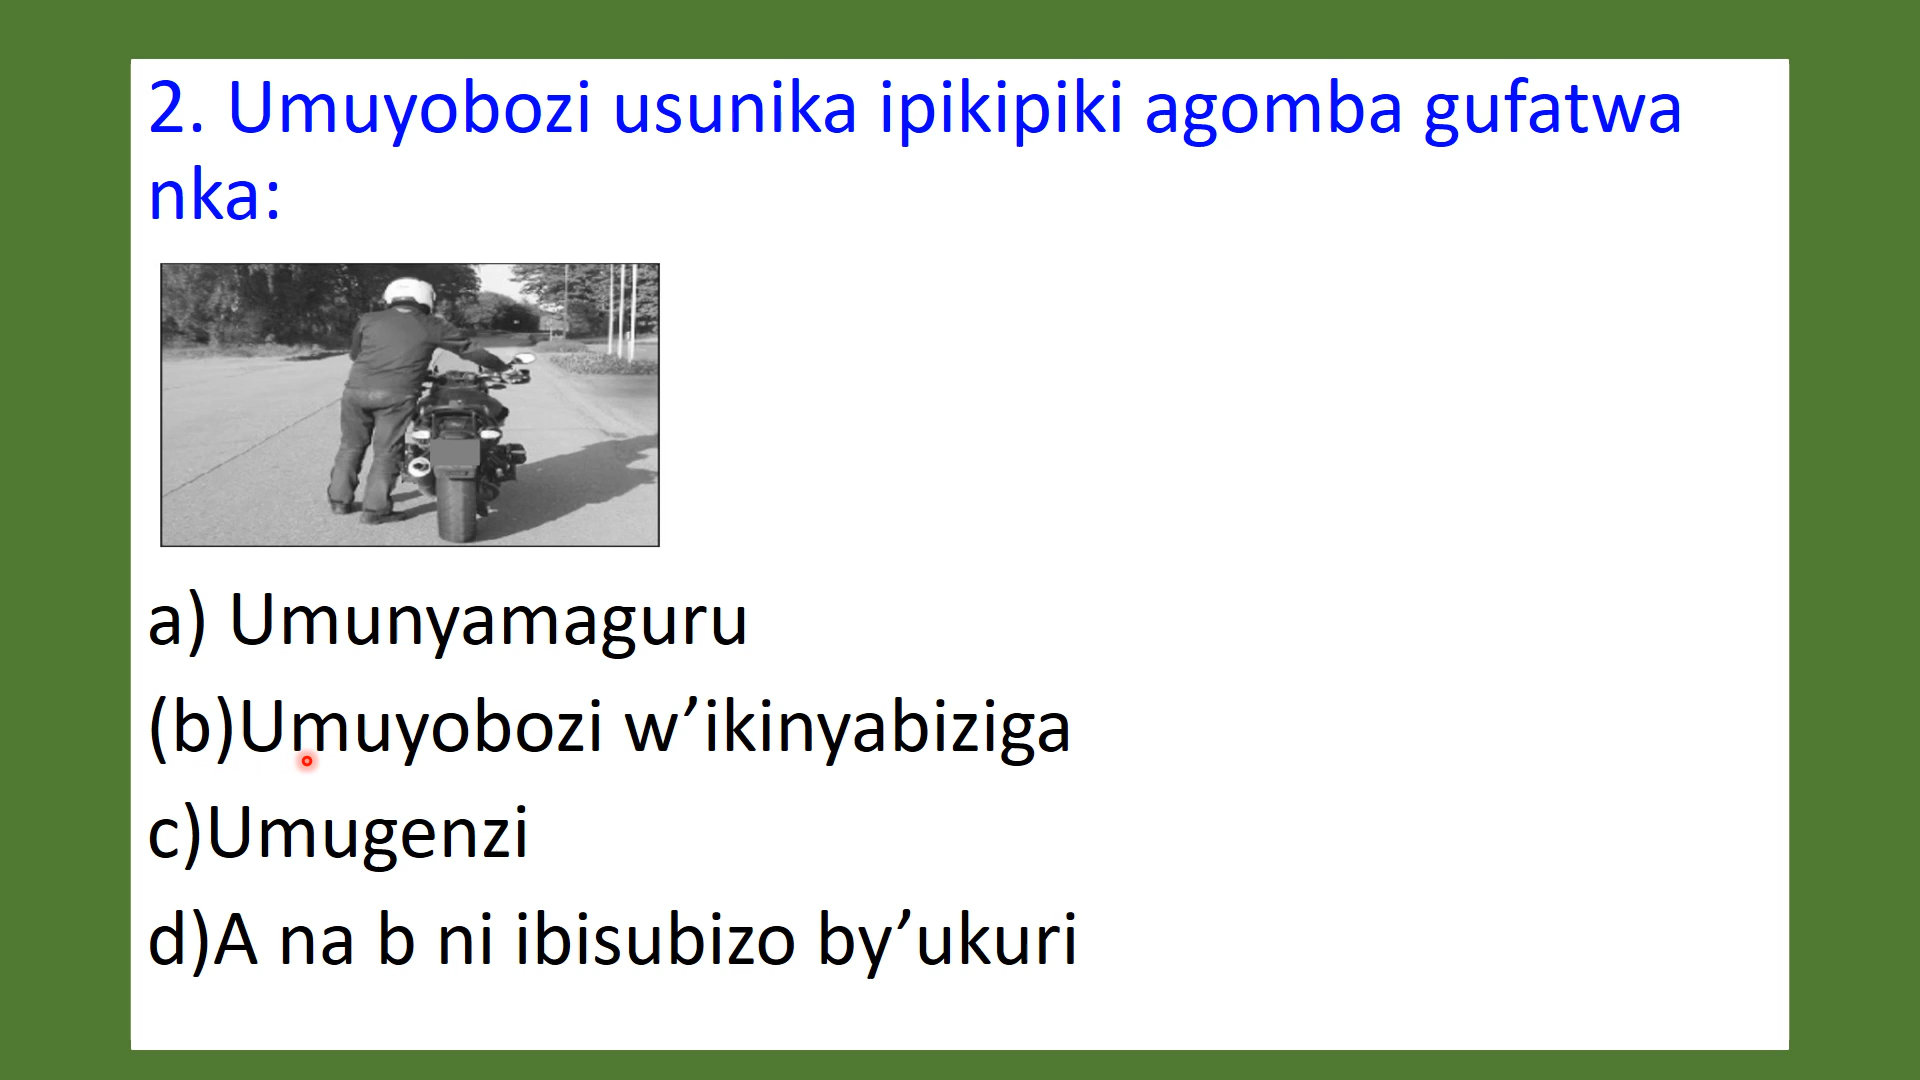 2. Umuyobozi usunika ipikipiki agomba gufatwa
nka:
a) Umunyamaguru
(b)Umuyobozi w’ikinyabiziga
c)Umugenzi
d)A na b ni ibisubizo by’ukuri